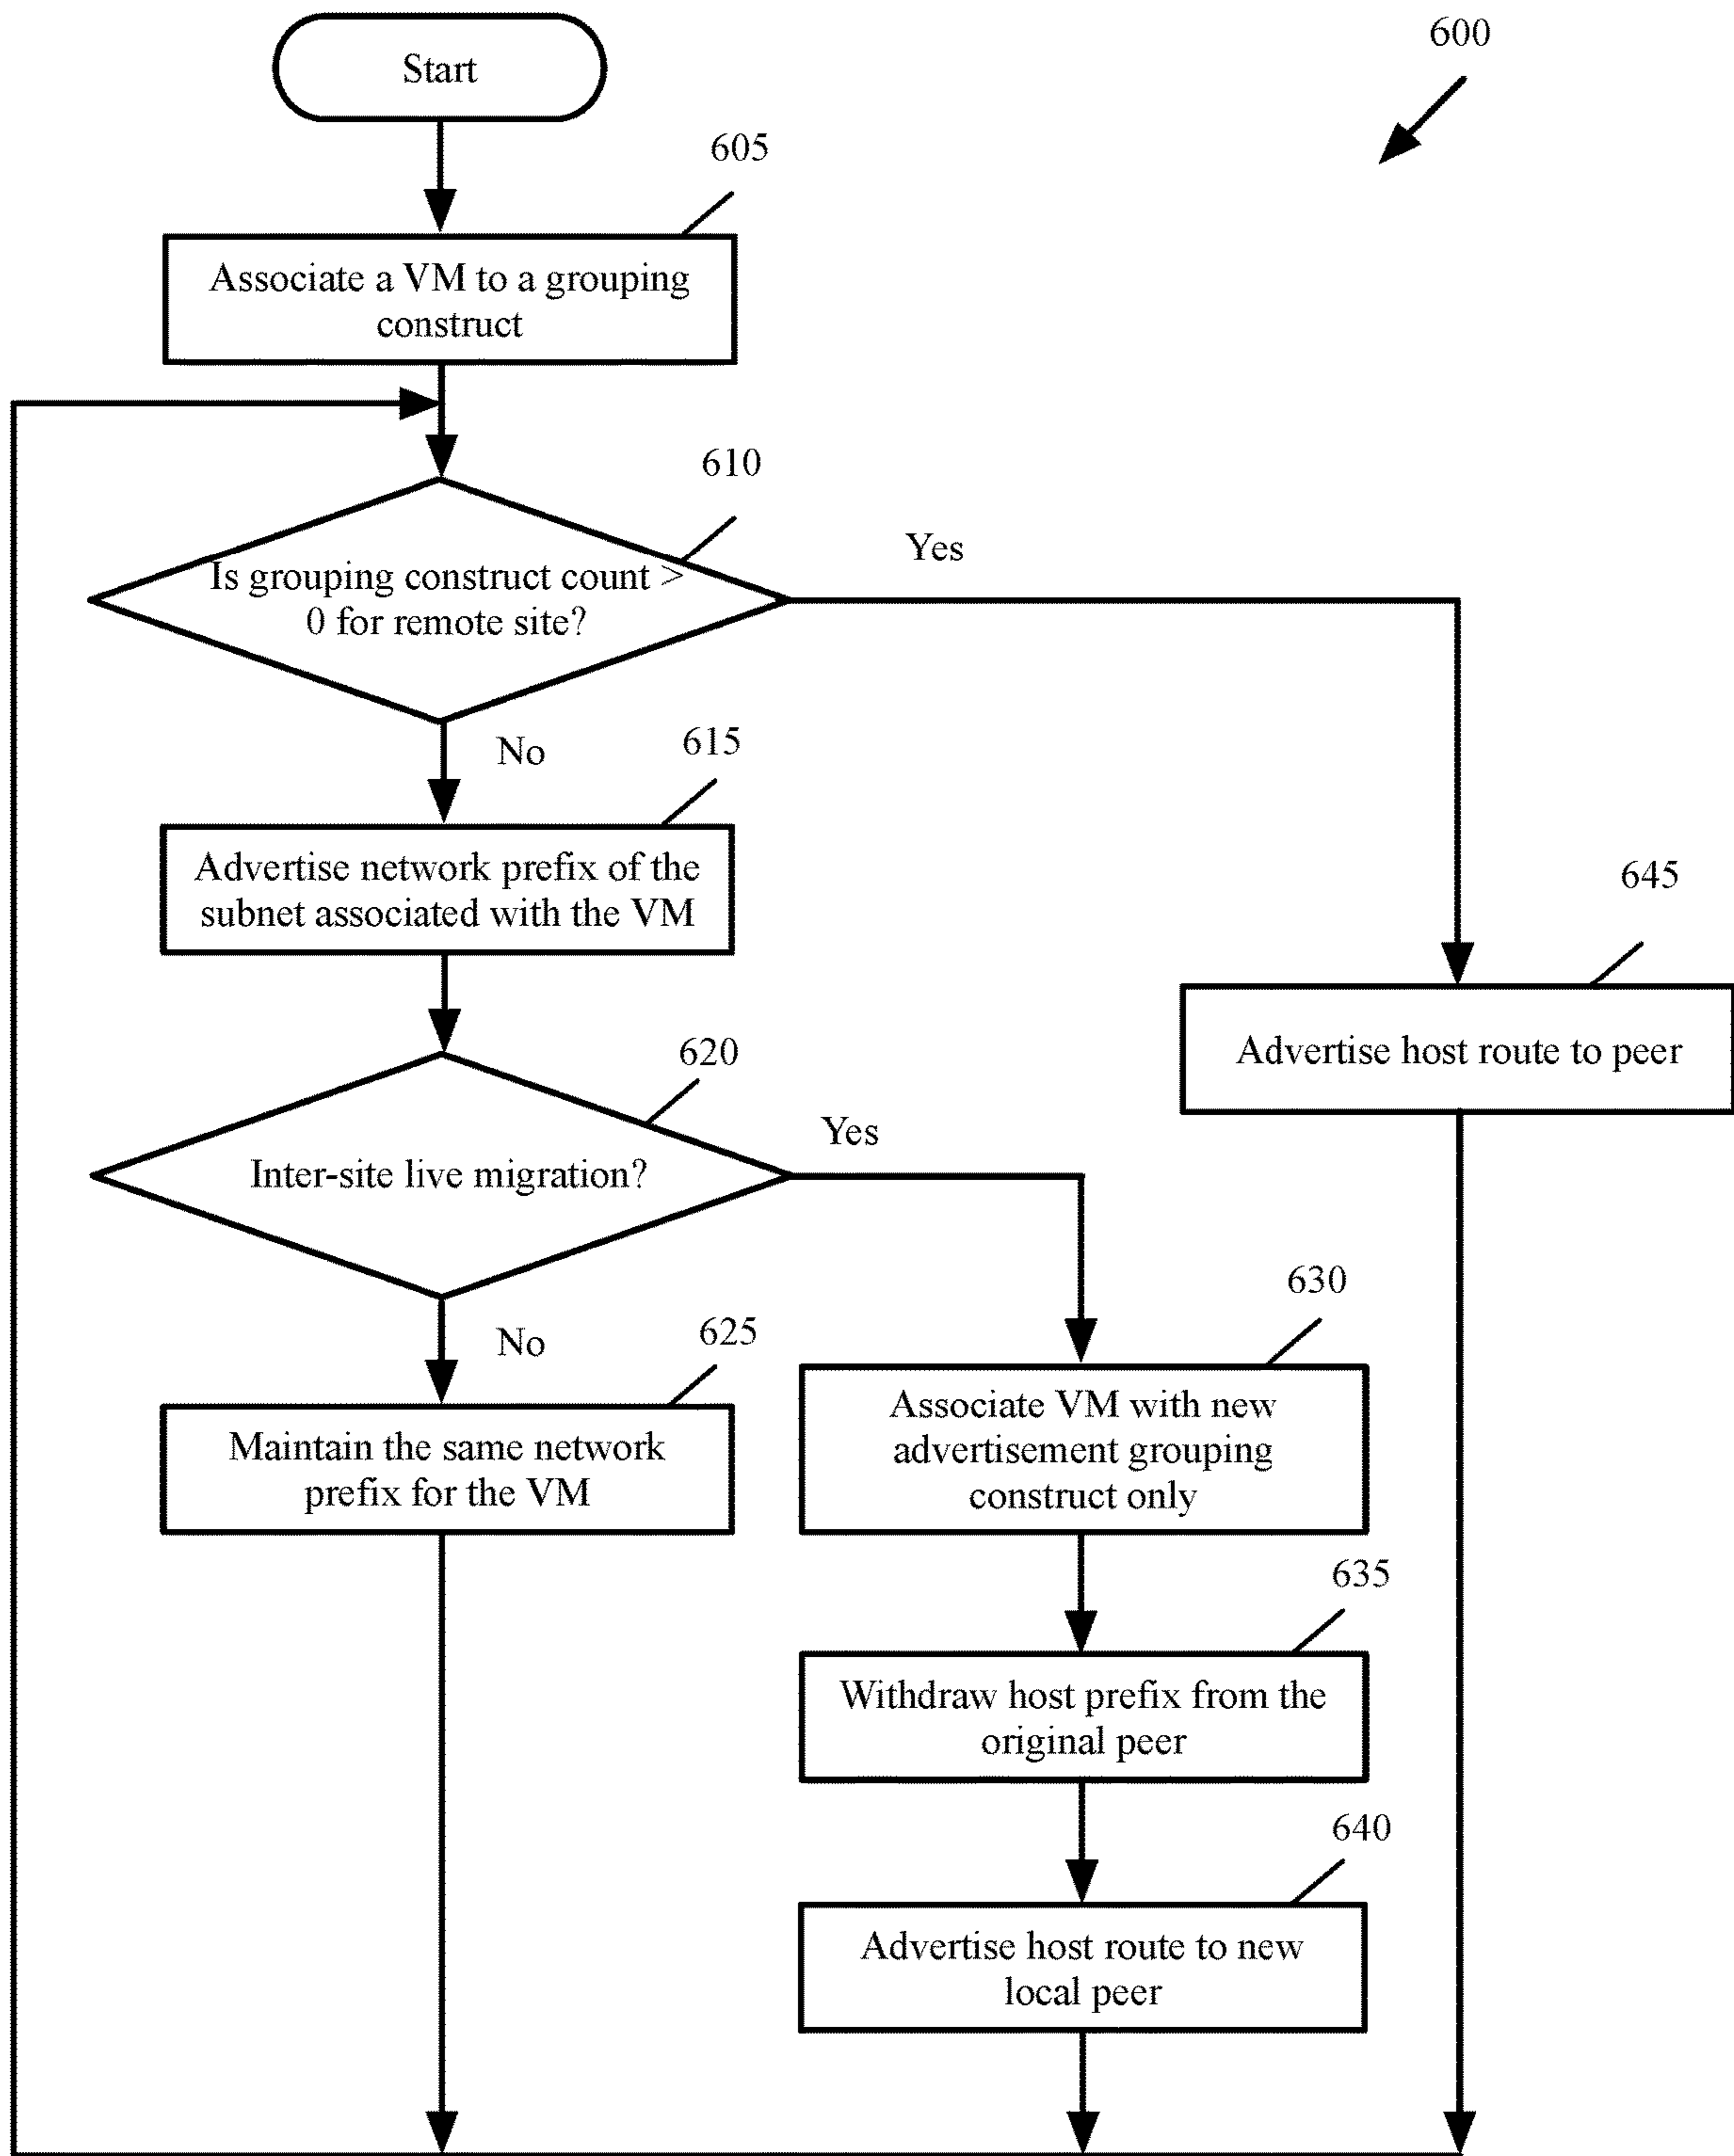 600
Start
605
Associate a VM to a grouping
construct
610
Is grouping construct count >
0 for remote site?
Yes
No
615
Advertise network prefix of the
subnet associated with the VM
645
Advertise host route to peer
620
Inter-site live migration?
Yes
No
625
Maintain the same network
prefix for the VM
630
Associate VM with new
advertisement grouping
construct only
635
Withdraw host prefix from the
original peer
640
Advertise host route to new
local peer